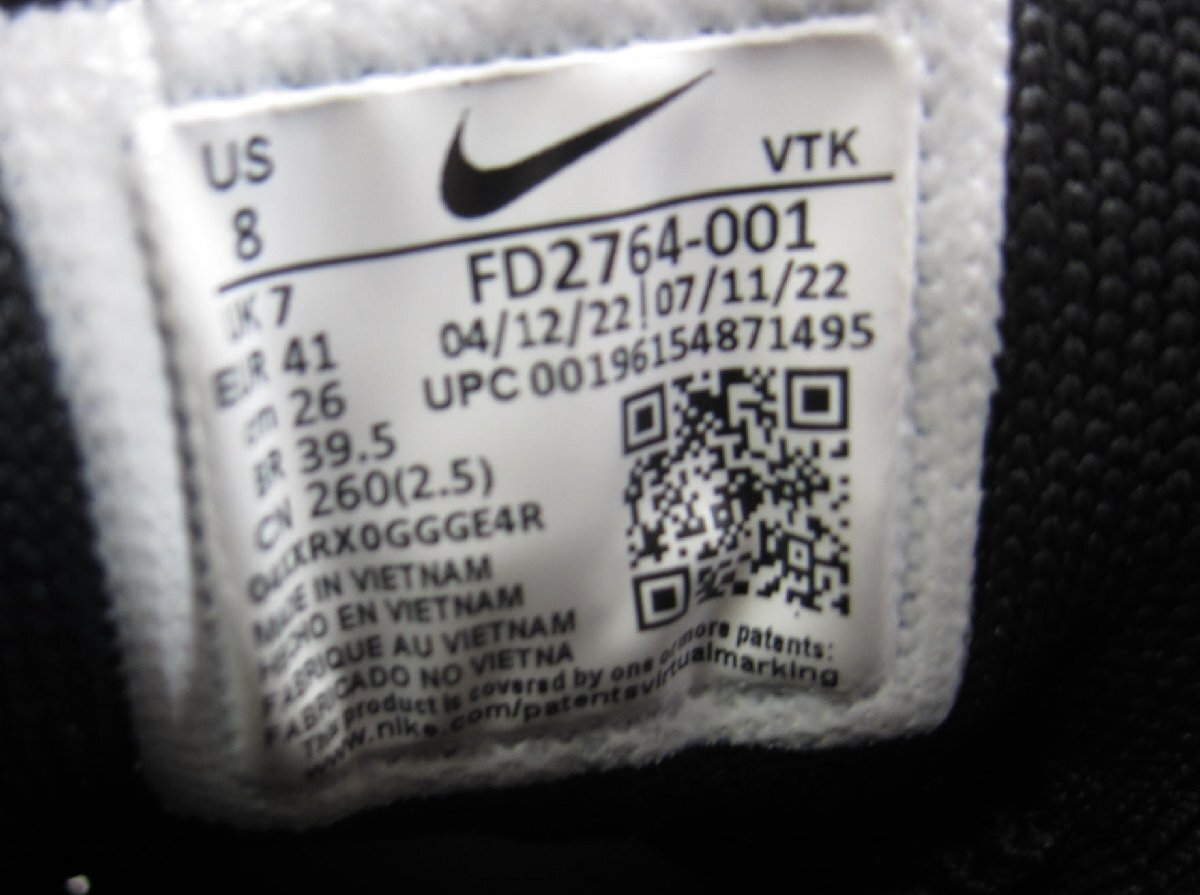 US
8
VTK
UK 7
EUR 41
cm 26
BR 39.5
CN 260(2.5)
FD2764-001
04/12/22|07/11/22
UPC 00196154871495
MADE IN VIETNAM
HECHO EN VIETNAM
FABRIQUE AU VIETNAM
FABRICADO NO VIETNA
This product is covered by one or more patents:
www.nike.com/patentsvirtualmarking